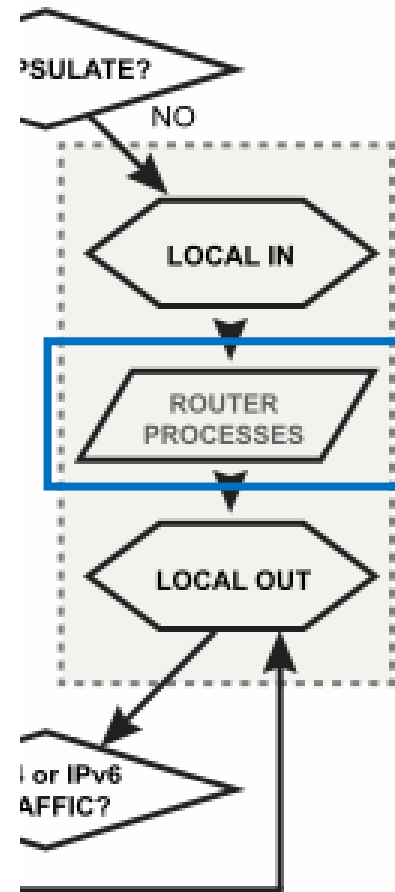 PSULATE?
NO
LOCAL IN
ROUTER
PROCESSES
LOCAL OUT
or IPv6
AFFIC?